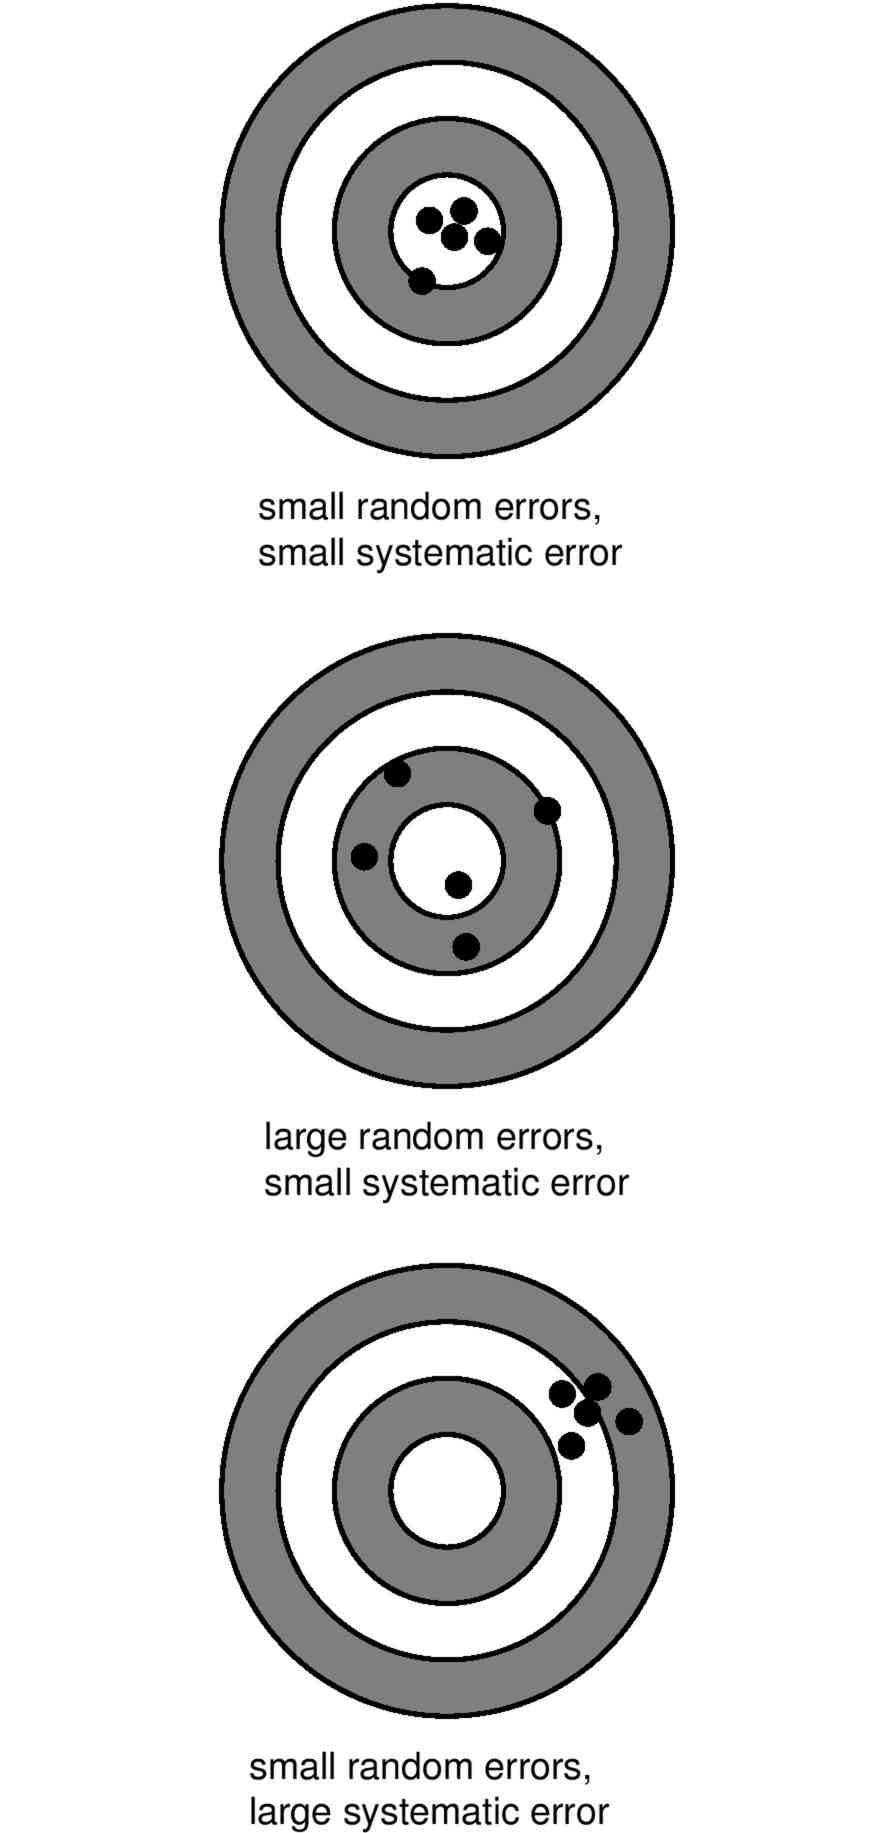 small random errors,
small systematic error
large random errors,
small systematic error
small random errors,
large systematic error